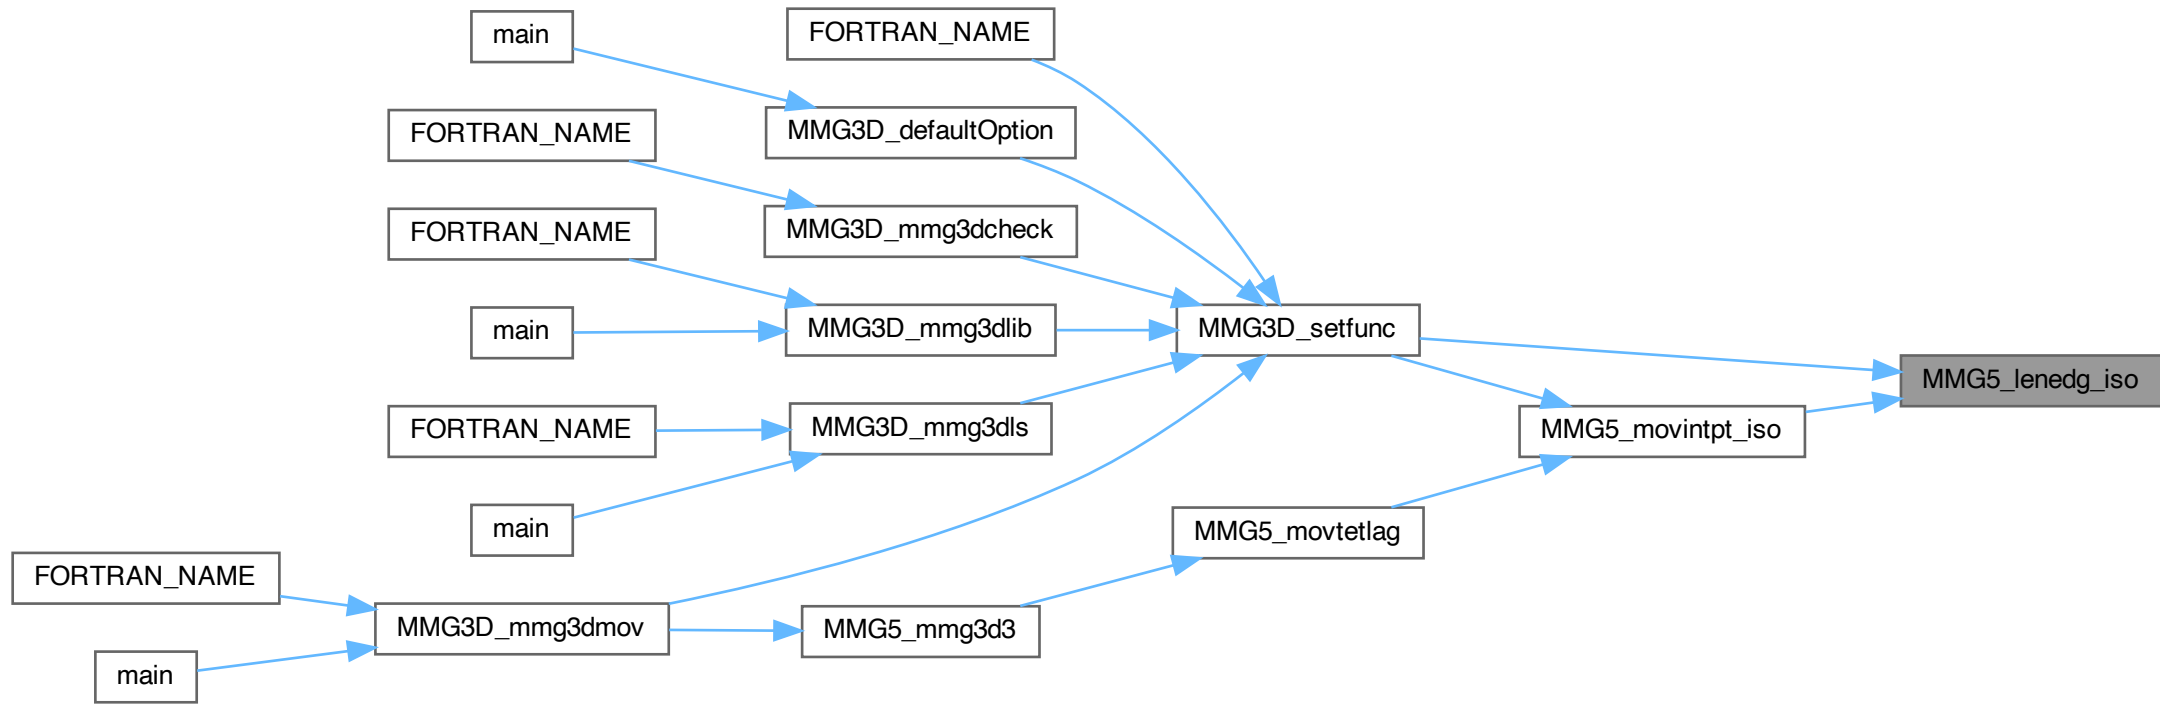 main
FORTRAN_NAME
MMG3D_defaultOption
FORTRAN_NAME
MMG3D_mmg3dcheck
FORTRAN_NAME
main
MMG3D_mmg3dlib
MMG3D_setfunc
MMG5_lenedg_iso
FORTRAN_NAME
MMG3D_mmg3dls
MMG5_movintpt_iso
main
MMG5_movtetlag
FORTRAN_NAME
MMG3D_mmg3dmov
MMG5_mmg3d3
main